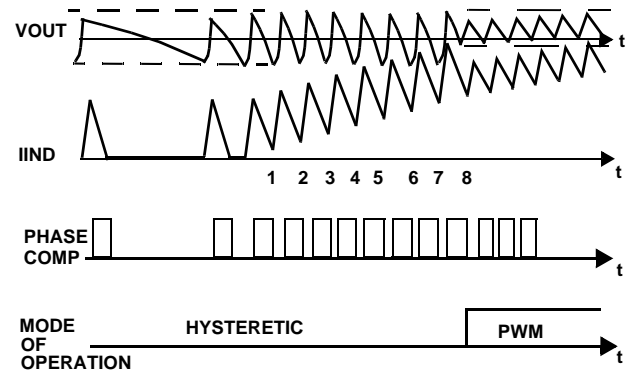 VOUT
t
IIND
t
1 2 3 4 5 6 7 8
PHASE
COMP
t
MODE
OF
OPERATION
HYSTERETIC
PWM
t